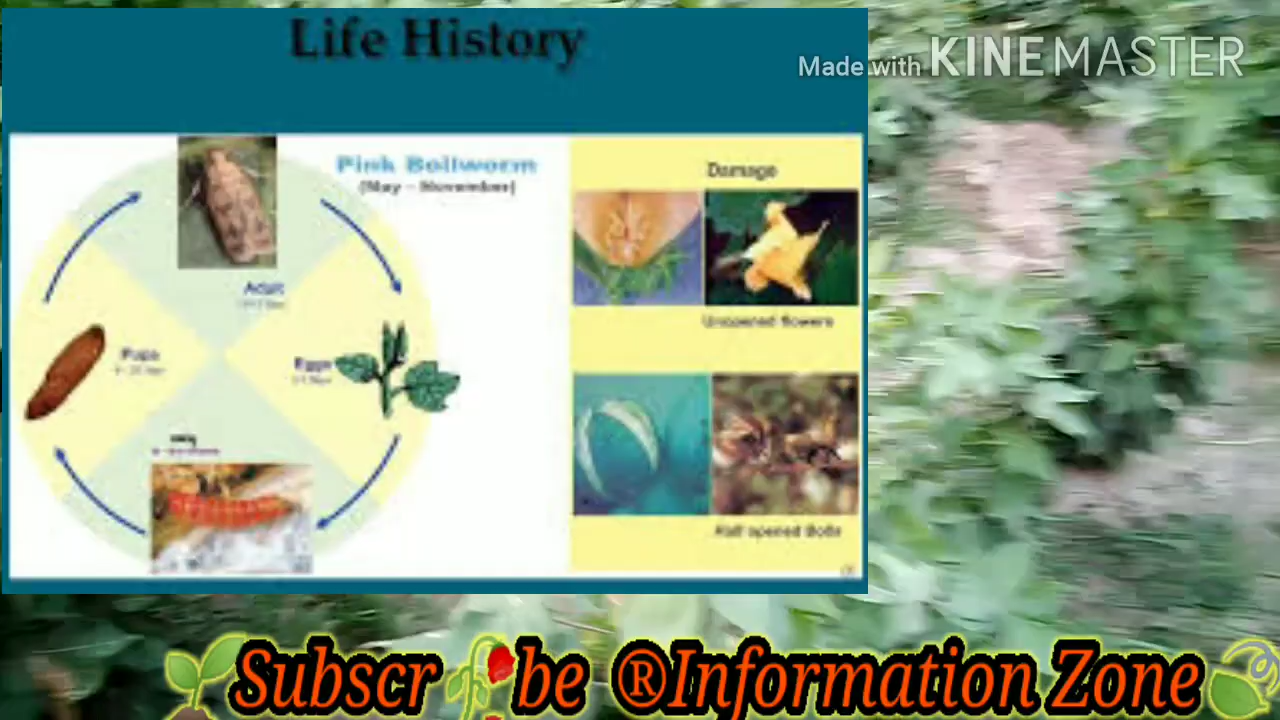 Life History
Made with KINEMASTER
Pink Bollworm
(May - November)
Damage
Adult
Unopened flowers
Pupa
Eggs
Half opened Bolls
Subscr be ®Information Zone